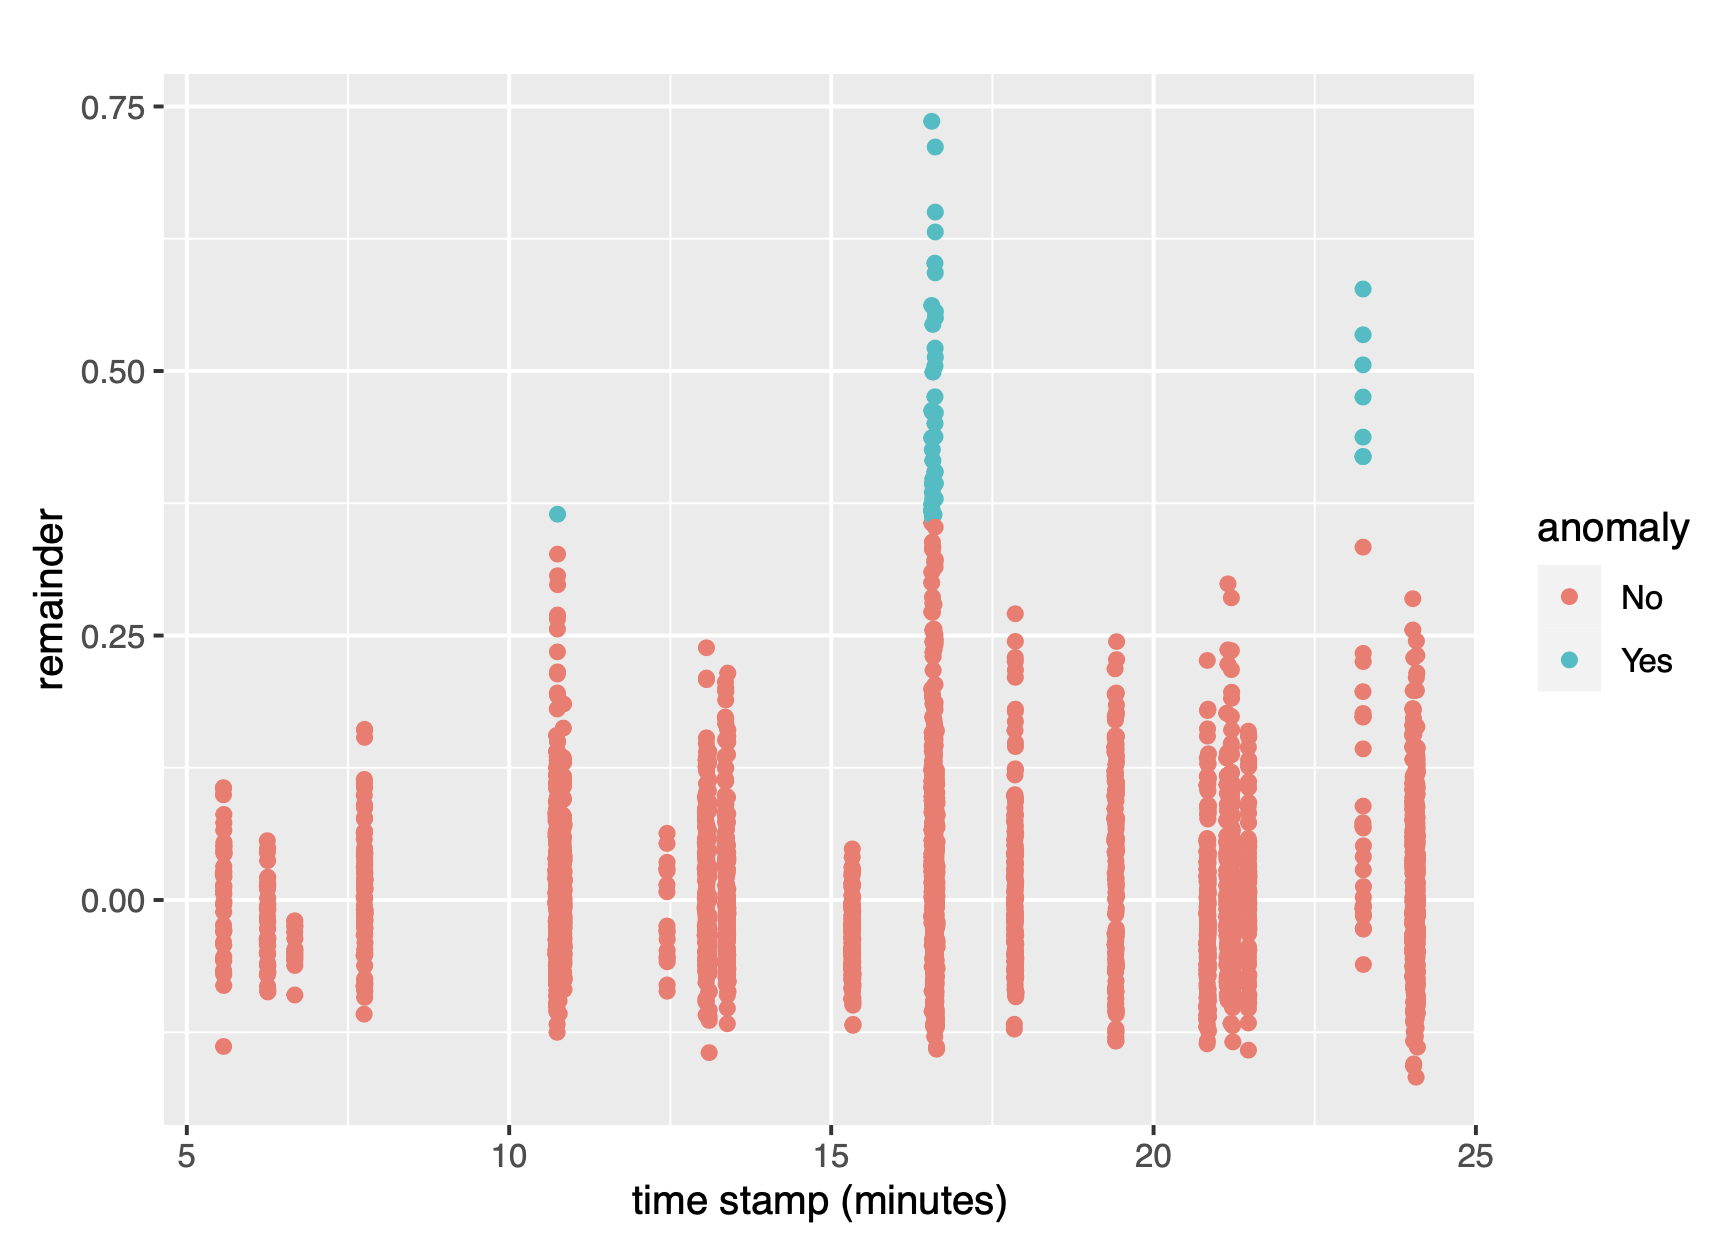 0.75
0.50
0.25
0.00
remainder
5 10 15 20 25
time stamp (minutes)
anomaly
No
Yes